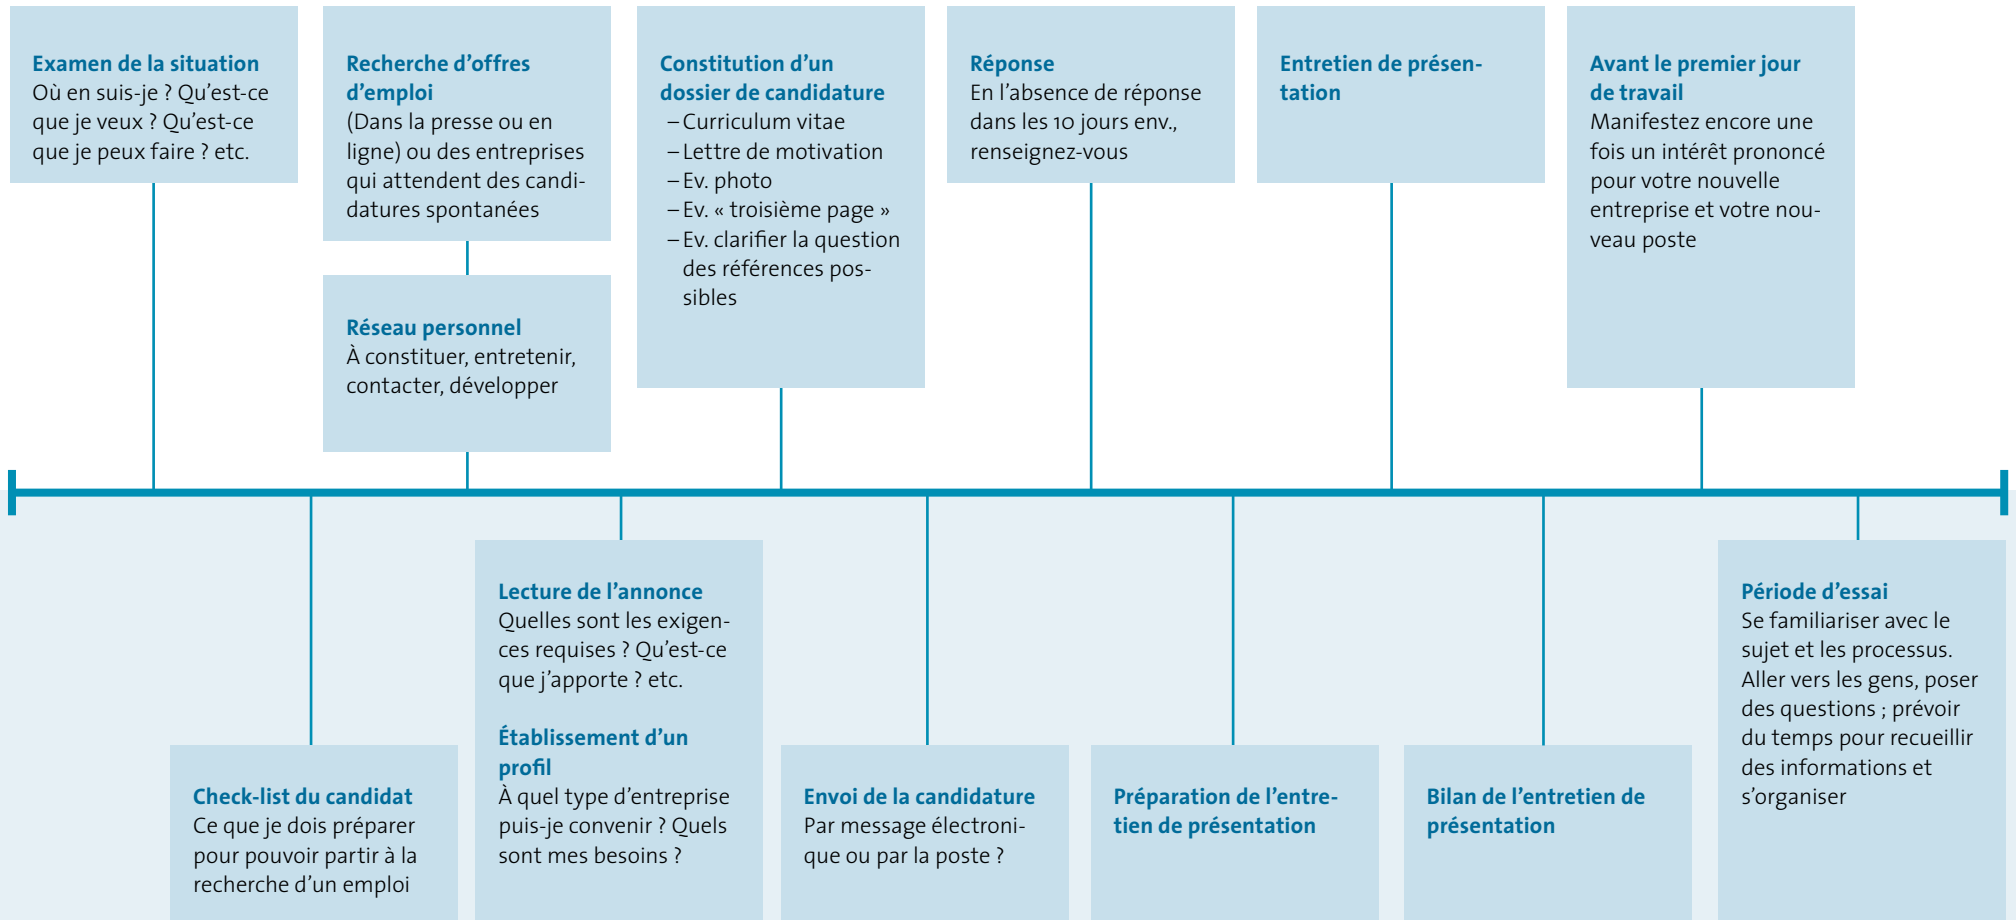 Examen de la situation
Où en suis-je ? Qu’est-ce
que je veux ? Qu’est-ce
que je peux faire ? etc.
Recherche d’offres
d’emploi
(Dans la presse ou en
ligne) ou des entreprises
qui attendent des candi-
datures spontanées
Réseau personnel
À constituer, entretenir,
contacter, développer
Constitution d’un
dossier de candidature
– Curriculum vitae
– Lettre de motivation
– Ev. photo
– Ev. « troisième page »
– Ev. clarifier la question
des références pos-
sibles
Réponse
En l’absence de réponse
dans les 10 jours env.,
renseignez-vous
Entretien de présen-
tation
Avant le premier jour
de travail
Manifestez encore une
fois un intérêt prononcé
pour votre nouvelle
entreprise et votre nou-
veau poste
Check-list du candidat
Ce que je dois préparer
pour pouvoir partir à la
recherche d’un emploi
Lecture de l’annonce
Quelles sont les exigen-
ces requises ? Qu’est-ce
que j’apporte ? etc.
Établissement d’un
profil
À quel type d’entreprise
puis-je convenir ? Quels
sont mes besoins ?
Envoi de la candidature
Par message électroni-
que ou par la poste ?
Préparation de l’entre-
tien de présentation
Bilan de l’entretien de
présentation
Période d’essai
Se familiariser avec le
sujet et les processus.
Aller vers les gens, poser
des questions ; prévoir
du temps pour recueillir
des informations et
s’organiser